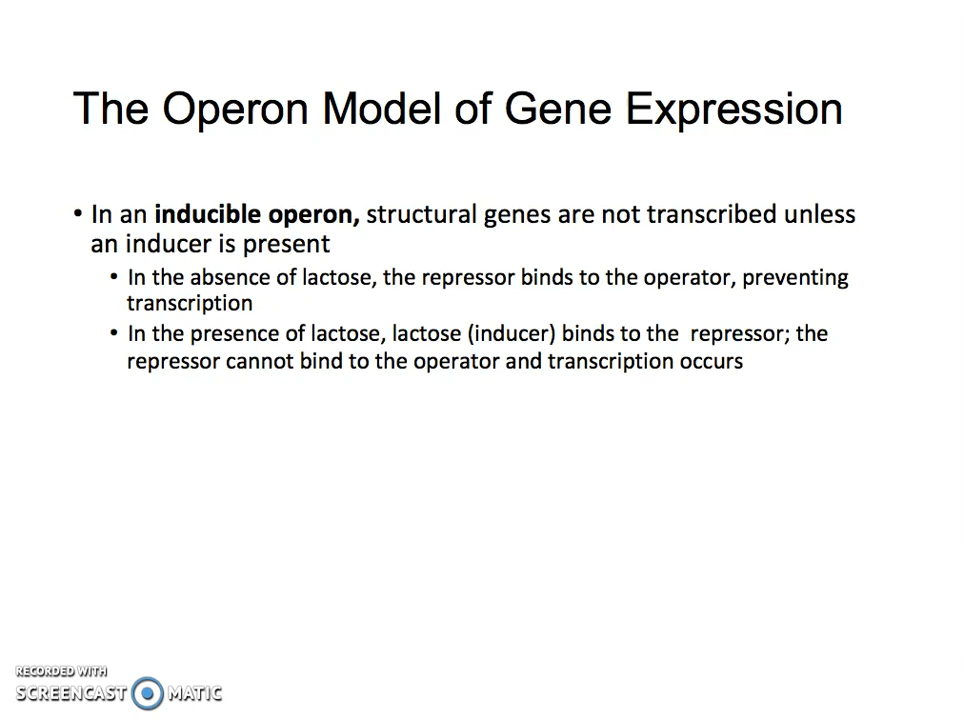 The Operon Model of Gene Expression
• In an inducible operon, structural genes are not transcribed unless
an inducer is present
• In the absence of lactose, the repressor binds to the operator, preventing
transcription
• In the presence of lactose, lactose (inducer) binds to the  repressor; the
repressor cannot bind to the operator and transcription occurs
RECORDED WITH
SCREENCAST MATIC